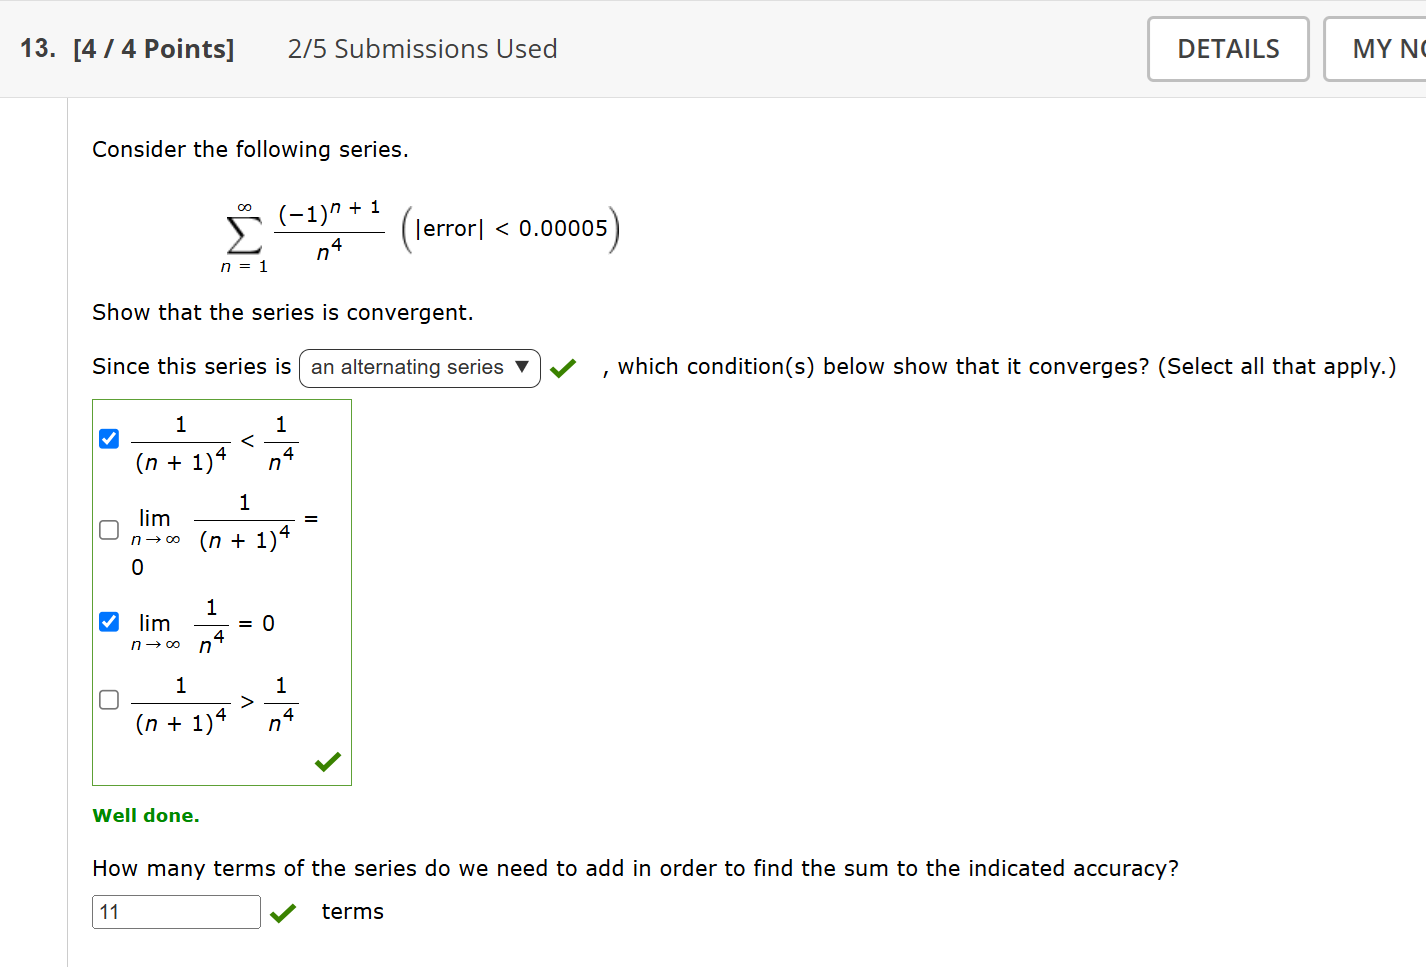 13. [4 / 4 Points] 2/5 Submissions Used DETAILS MY NO
Consider the following series.
∞
∑ (−1)^(n + 1) / n^4 (|error| < 0.00005)
n = 1
Show that the series is convergent.
Since this series is an alternating series ▼ , which condition(s) below show that it converges? (Select all that apply.)
1/(n + 1)^4 < 1/n^4
lim n→∞ 1/(n + 1)^4 =
0
lim n→∞ 1/n^4 = 0
1/(n + 1)^4 > 1/n^4
Well done.
How many terms of the series do we need to add in order to find the sum to the indicated accuracy?
11 terms